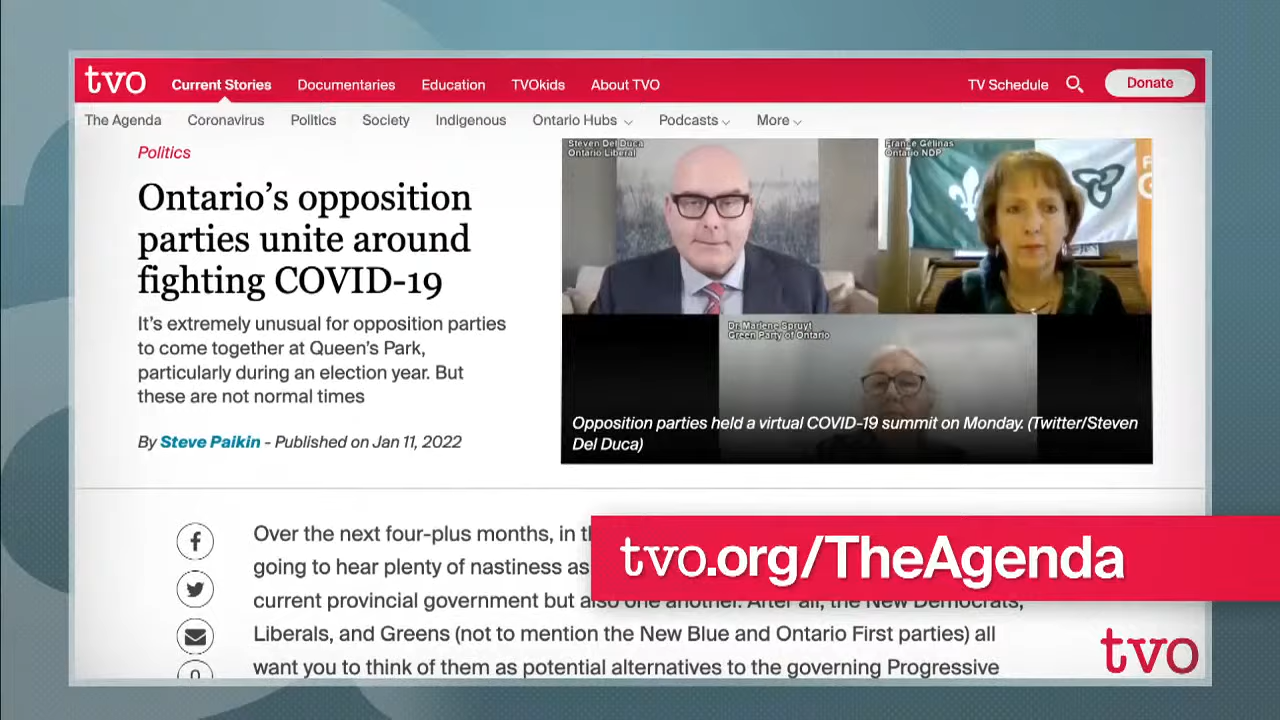 tvo
Current Stories
Documentaries
Education
TVOkids
About TVO
TV Schedule
Donate
The Agenda
Coronavirus
Politics
Society
Indigenous
Ontario Hubs
Podcasts
More
Politics
Ontario’s opposition
parties unite around
fighting COVID-19
It’s extremely unusual for opposition parties
to come together at Queen’s Park,
particularly during an election year. But
these are not normal times
By Steve Paikin - Published on Jan 11, 2022
Steven Del Duca
Ontario Liberal
France Gélinas
Ontario NDP
Dr. Marlene Spruyt
Green Party of Ontario
Opposition parties held a virtual COVID-19 summit on Monday. (Twitter/Steven
Del Duca)
Over the next four-plus months, in
going to hear plenty of nastiness as
current provincial government but also one another. After all, the New Democrats,
Liberals, and Greens (not to mention the New Blue and Ontario First parties) all
want you to think of them as potential alternatives to the governing Progressive
tvo.org/TheAgenda
tvo